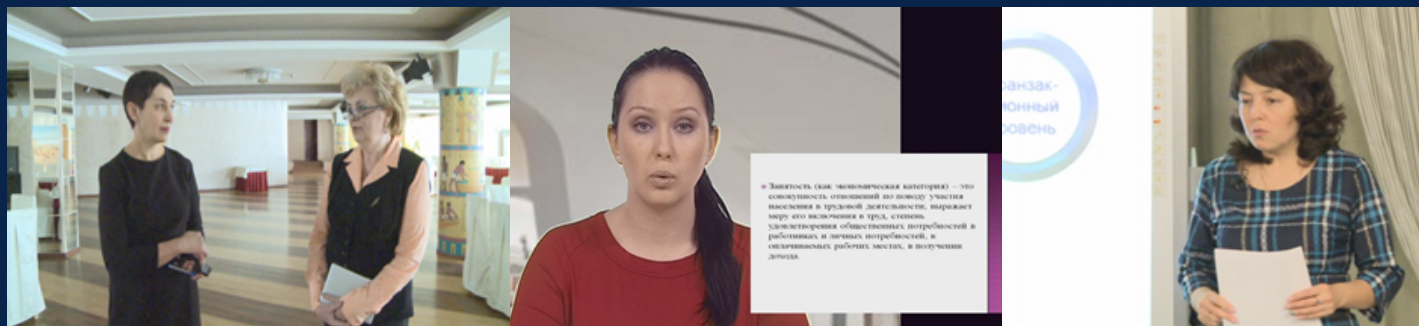 Занятость (как экономическая категория) – это
совокупность отношений по поводу участия
населения в трудовой деятельности; выражает
меру его включения в труд, степень
удовлетворения общественных потребностей в
работниках и личных потребностей, в
оплачиваемых рабочих местах, в получении
дохода.
ранзак-
ионный
ровень